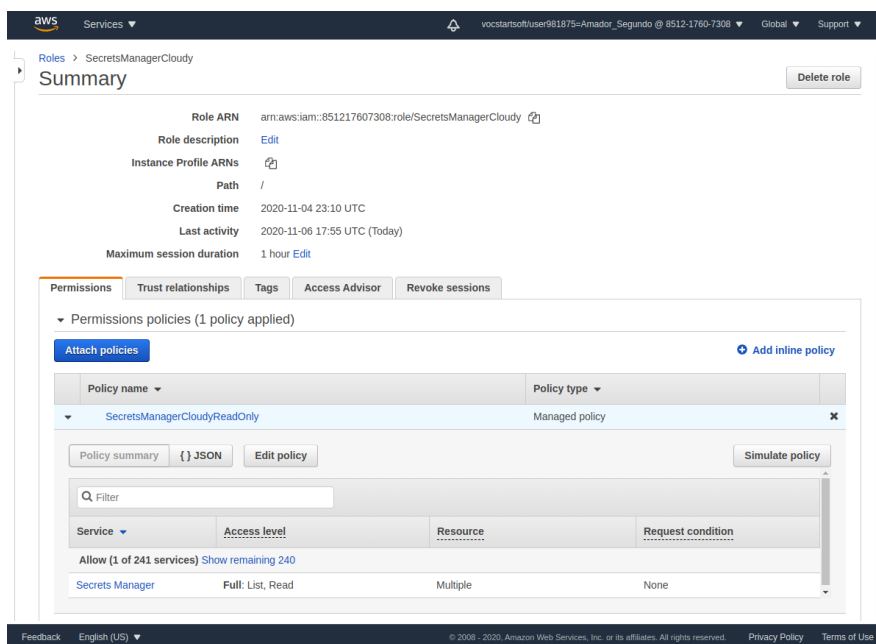 aws Services vocstartsoft/user981875=Amador_Segundo @ 8512-1760-7308 Global Support
Roles > SecretsManagerCloudy
Summary
Delete role
Role ARN arn:aws:iam::851217607308:role/SecretsManagerCloudy
Role description Edit
Instance Profile ARNs
Path /
Creation time 2020-11-04 23:10 UTC
Last activity 2020-11-06 17:55 UTC (Today)
Maximum session duration 1 hour Edit
Permissions Trust relationships Tags Access Advisor Revoke sessions
Permissions policies (1 policy applied)
Attach policies Add inline policy
Policy name Policy type
SecretsManagerCloudyReadOnly Managed policy
Policy summary { } JSON Edit policy Simulate policy
Filter
Service Access level Resource Request condition
Allow (1 of 241 services) Show remaining 240
Secrets Manager Full: List, Read Multiple None
Feedback English (US) © 2008 - 2020, Amazon Web Services, Inc. or its affiliates. All rights reserved. Privacy Policy Terms of Use